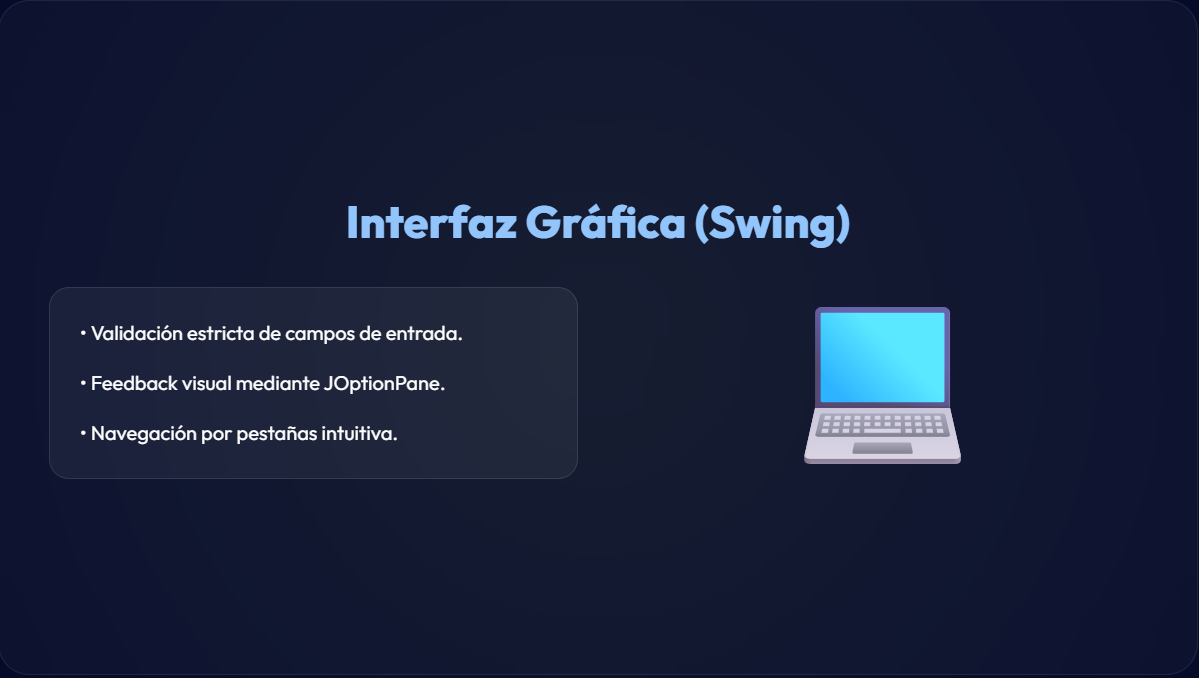 Interfaz Gráfica (Swing)
• Validación estricta de campos de entrada.
• Feedback visual mediante JOptionPane.
• Navegación por pestañas intuitiva.